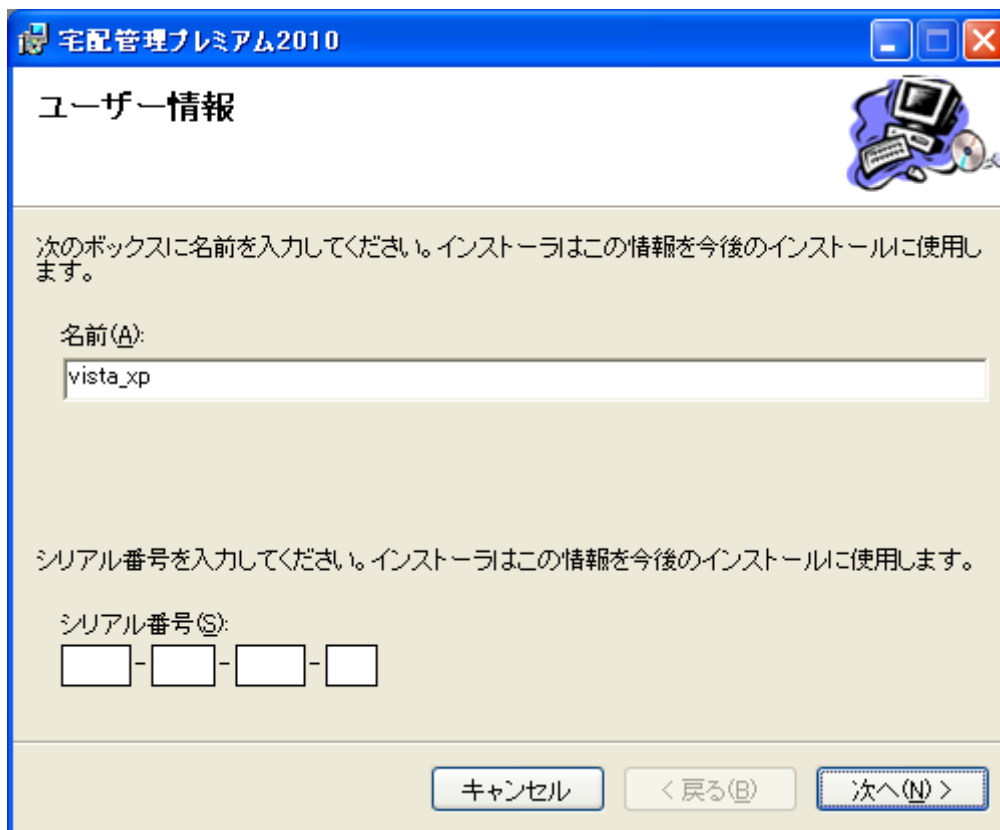 宅配管理プレミアム2010
ユーザー情報
次のボックスに名前を入力してください。インストーラはこの情報を今後のインストールに使用し
ます。
名前(A):
vista_xp
シリアル番号を入力してください。インストーラはこの情報を今後のインストールに使用します。
シリアル番号(S):
- - -
キャンセル < 戻る(B) 次へ(N) >